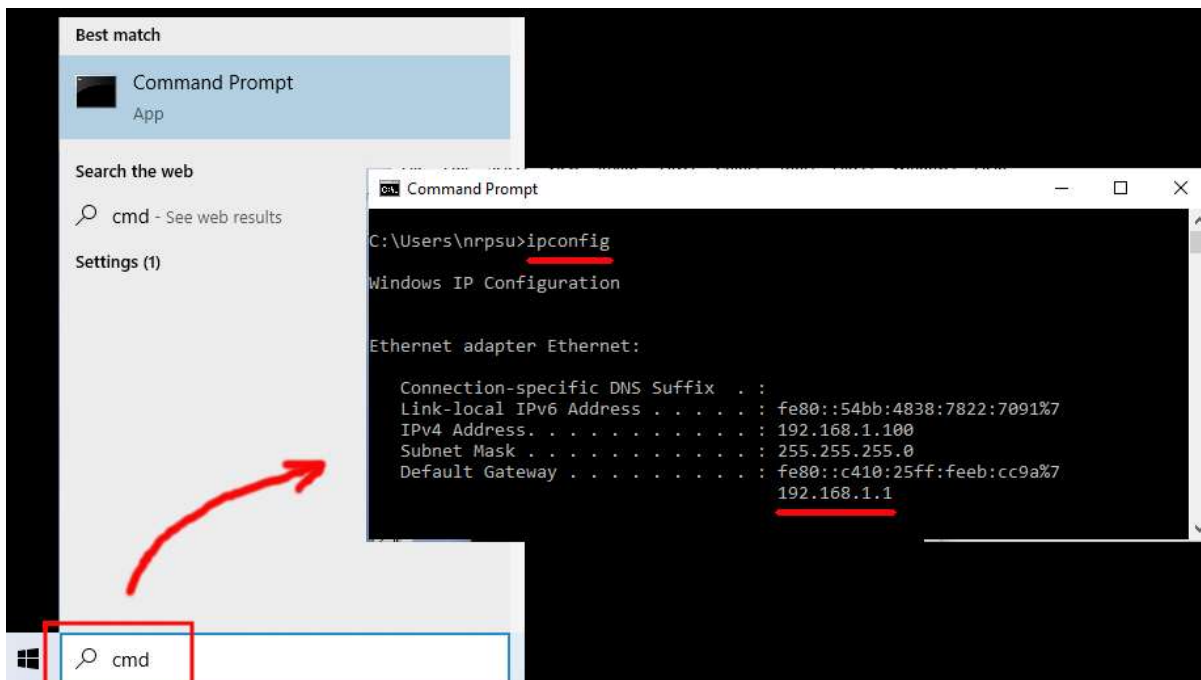 Best match
Command Prompt
App
Search the web
cmd - See web results
Settings (1)
cmd
Command Prompt
C:\Users\nrpsu>ipconfig
Windows IP Configuration
Ethernet adapter Ethernet:
Connection-specific DNS Suffix . :
Link-local IPv6 Address . . . . . : fe80::54bb:4838:7822:7091%7
IPv4 Address. . . . . . . . . . . : 192.168.1.100
Subnet Mask . . . . . . . . . . . : 255.255.255.0
Default Gateway . . . . . . . . . : fe80::c410:25ff:feeb:cc9a%7
192.168.1.1